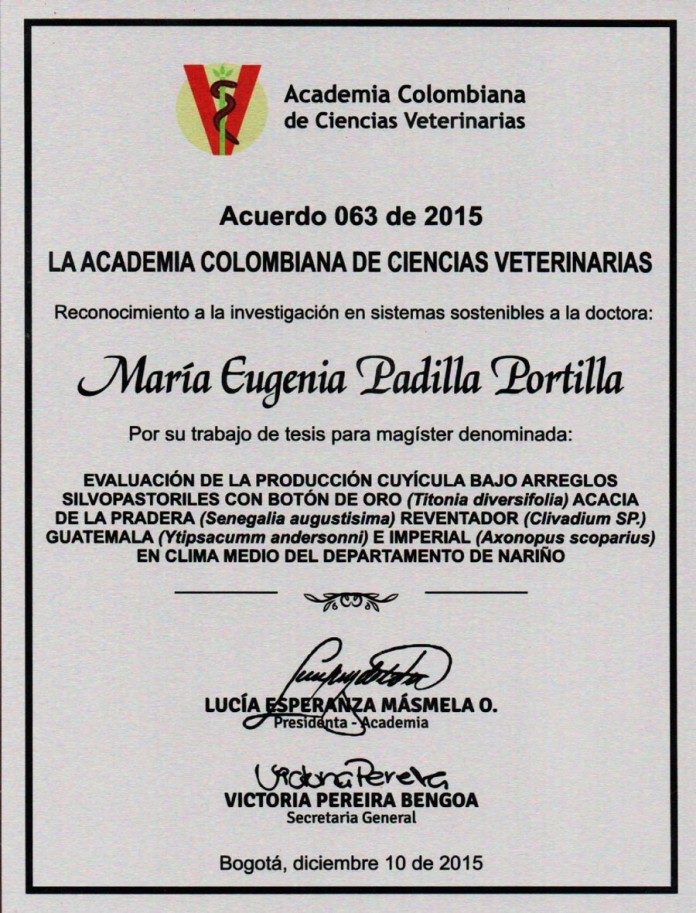 Academia Colombiana
de Ciencias Veterinarias
Acuerdo 063 de 2015
LA ACADEMIA COLOMBIANA DE CIENCIAS VETERINARIAS
Reconocimiento a la investigación en sistemas sostenibles a la doctora:
María Eugenia Padilla Portilla
Por su trabajo de tesis para magíster denominada:
EVALUACIÓN DE LA PRODUCCIÓN CUYÍCULA BAJO ARREGLOS
SILVOPASTORILES CON BOTÓN DE ORO (Titonia diversifolia) ACACIA
DE LA PRADERA (Senegalia augustisima) REVENTADOR (Clivadium SP.)
GUATEMALA (Ytipsacumm andersonni) E IMPERIAL (Axonopus scoparius)
EN CLIMA MEDIO DEL DEPARTAMENTO DE NARIÑO
LUCÍA ESPERANZA MÁSMELA O.
Presidenta - Academia
Victoria Pereira
VICTORIA PEREIRA BENGOA
Secretaria General
Bogotá, diciembre 10 de 2015